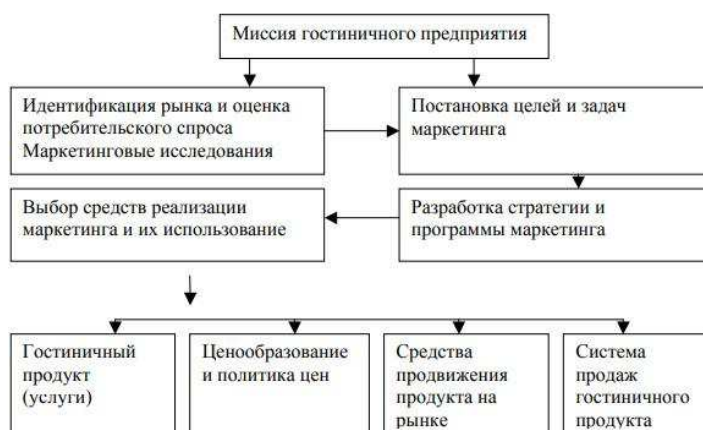 Миссия гостиничного предприятия
Идентификация рынка и оценка
потребительского спроса
Маркетинговые исследования
Постановка целей и задач
маркетинга
Выбор средств реализации
маркетинга и их использование
Разработка стратегии и
программы маркетинга
Гостиничный
продукт
(услуги)
Ценообразование
и политика цен
Средства
продвижения
продукта на
рынке
Система
продаж
гостиничного
продукта